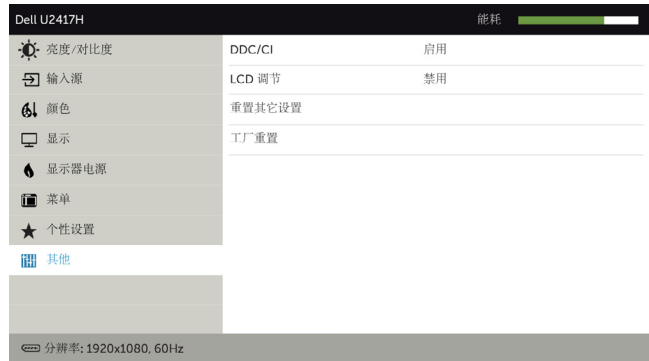 Dell U2417H
能耗
亮度/对比度
输入源
颜色
显示
显示器电源
菜单
个性设置
其他
DDC/CI 启用
LCD 调节 禁用
重置其它设置
工厂重置
分辨率: 1920x1080, 60Hz